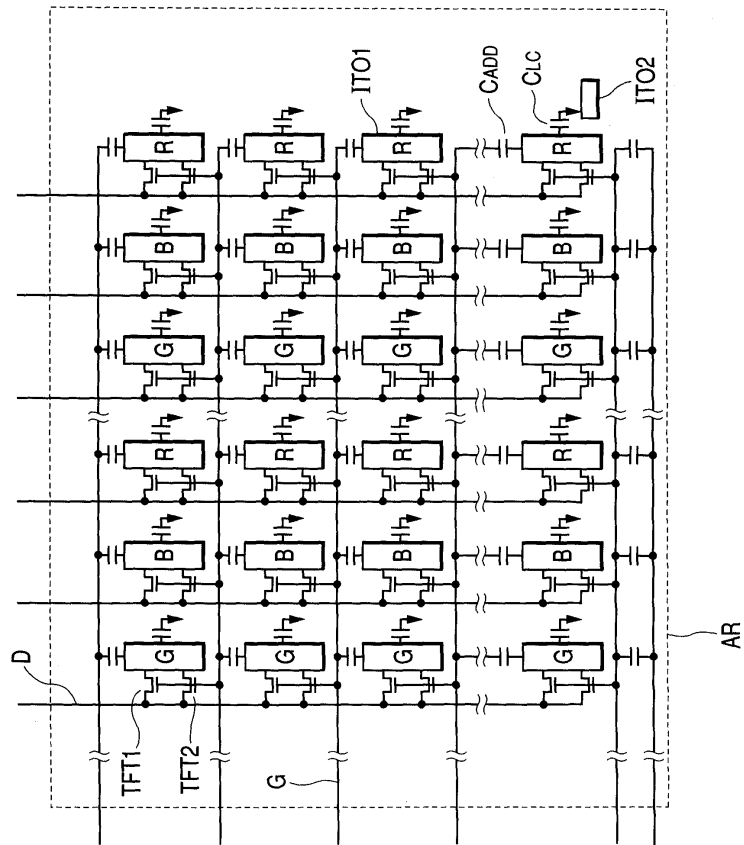 D
TFT1
G B R G B R
TFT2
G
G B R G B R
ITO1
G B R G B R
CADD
CLC
G B R G B R
ITO2
AR